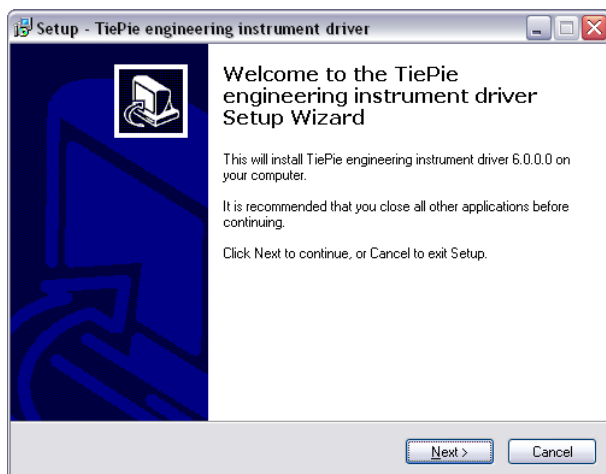 Setup - TiePie engineering instrument driver
Welcome to the TiePie
engineering instrument driver
Setup Wizard
This will install TiePie engineering instrument driver 6.0.0.0 on
your computer.
It is recommended that you close all other applications before
continuing.
Click Next to continue, or Cancel to exit Setup.
Next >
Cancel